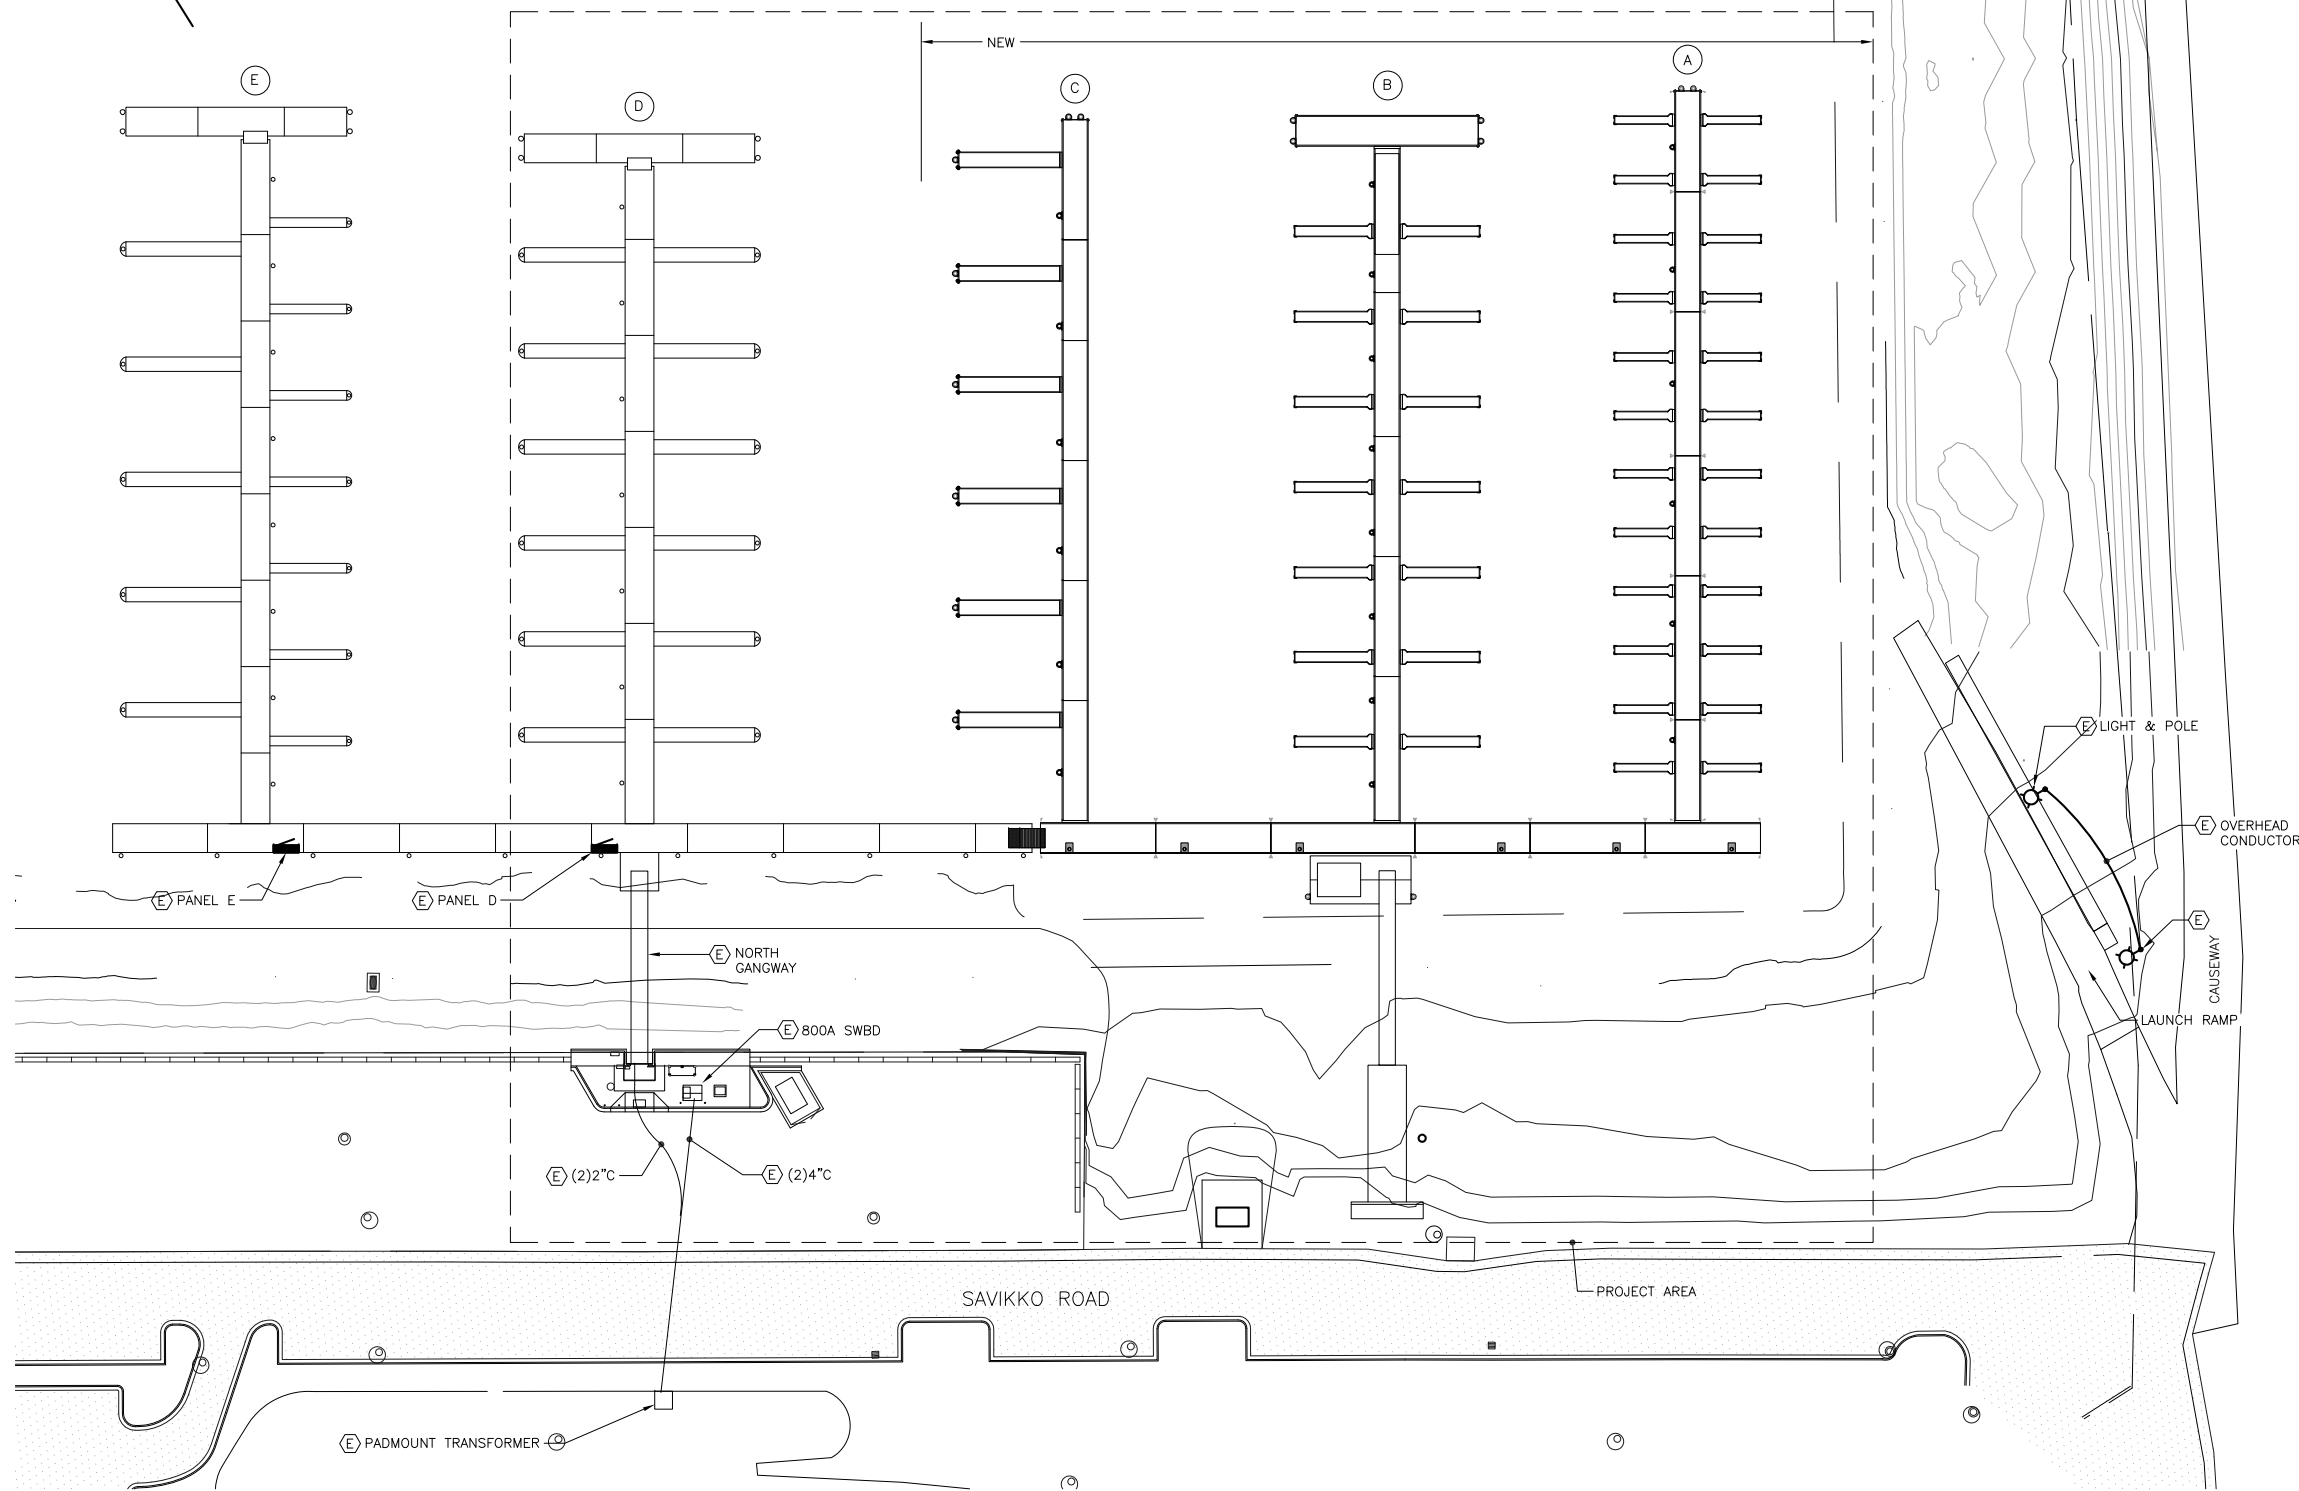 NEW
A
E
B
C
D
E LIGHT & POLE
E OVERHEAD
CONDUCTOR
E PANEL E
E PANEL D
E
CAUSEWAY
E NORTH
GANGWAY
LAUNCH RAMP
E 800A SWBD
E (2)2"C
E (2)4"C
PROJECT AREA
SAVIKKO ROAD
E PADMOUNT TRANSFORMER